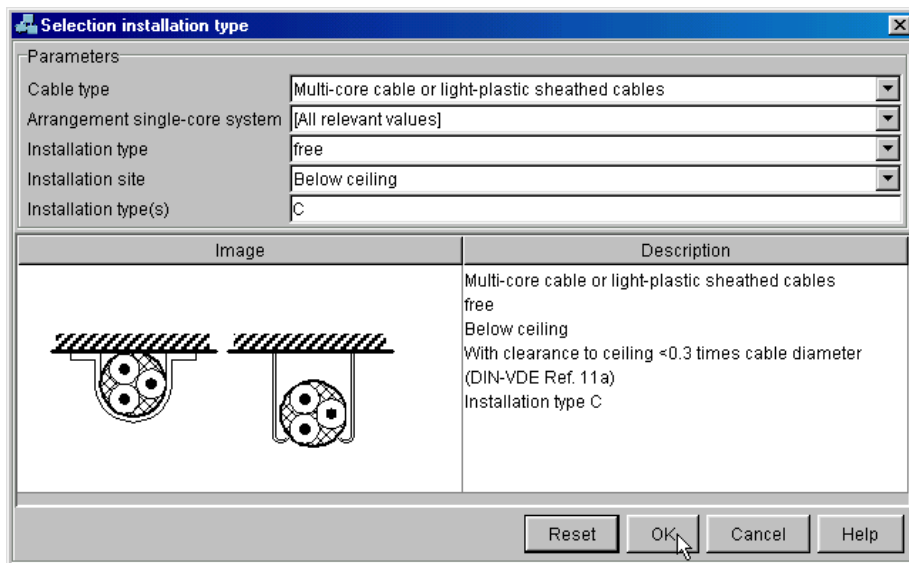 Selection installation type
Parameters
Cable type Multi-core cable or light-plastic sheathed cables
Arrangement single-core system [All relevant values]
Installation type free
Installation site Below ceiling
Installation type(s) C
Image Description
Multi-core cable or light-plastic sheathed cables
free
Below ceiling
With clearance to ceiling <0.3 times cable diameter
(DIN-VDE Ref. 11a)
Installation type C
Reset OK Cancel Help